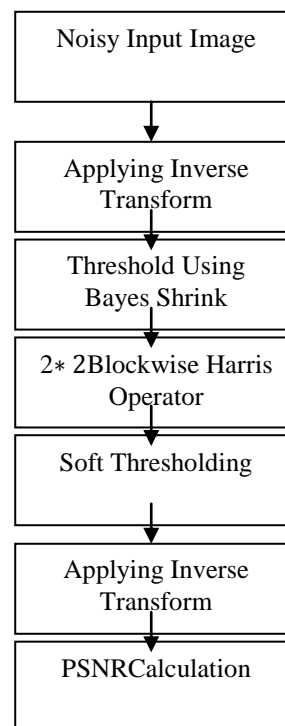 Noisy Input Image
Applying Inverse
Transform
Threshold Using
Bayes Shrink
2* 2Blockwise Harris
Operator
Soft Thresholding
Applying Inverse
Transform
PSNRCalculation